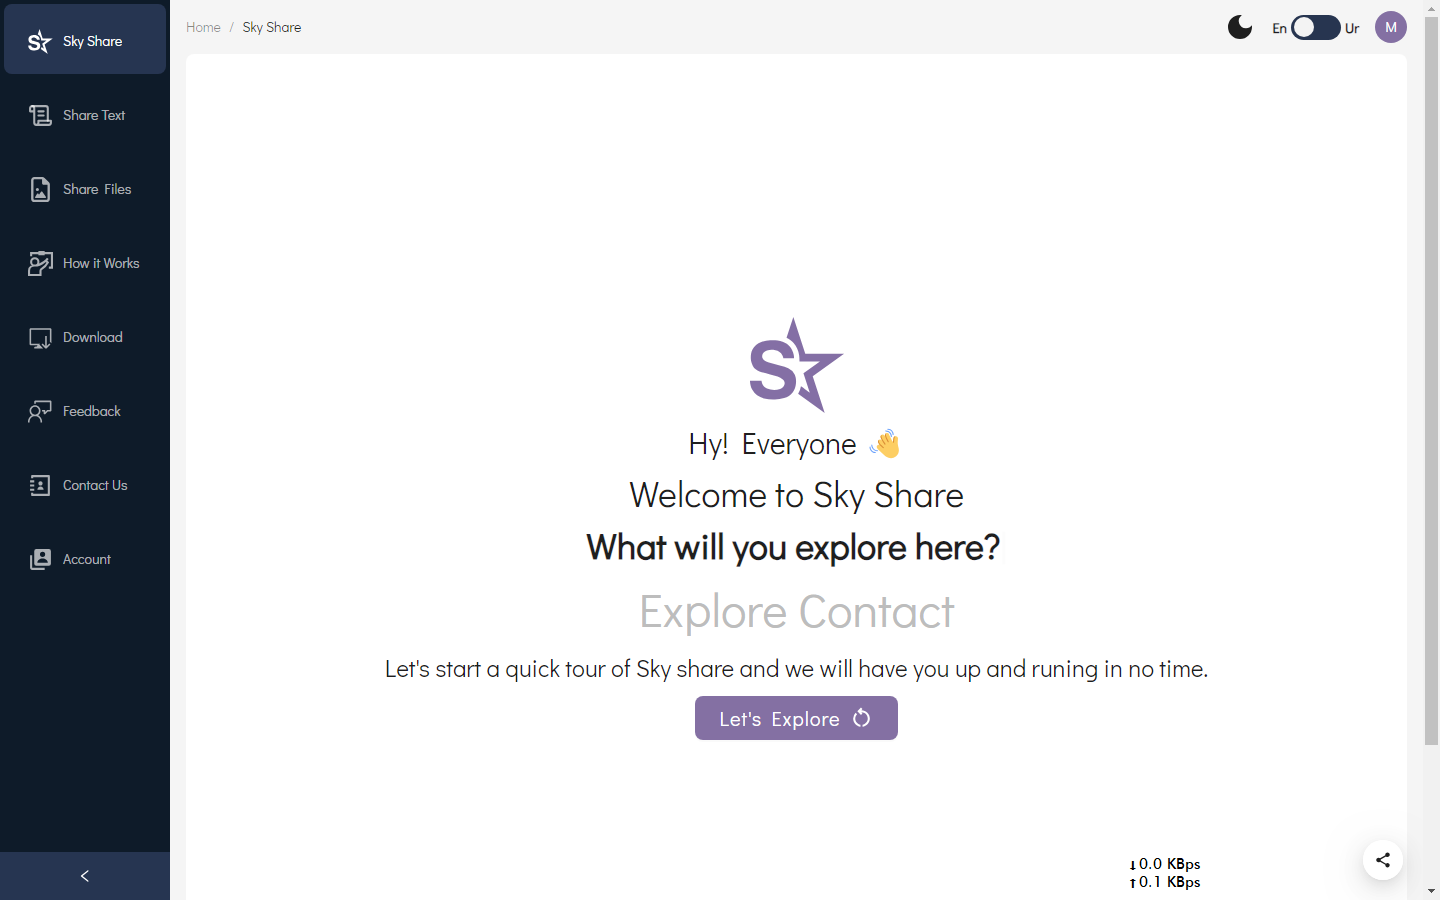 Sky Share
Share Text
Share Files
How it Works
Download
Feedback
Contact Us
Account
Home / Sky Share
En Ur
M
S
Hy! Everyone 👋
Welcome to Sky Share
What will you explore here?
Explore Contact
Let's start a quick tour of Sky share and we will have you up and runing in no time.
Let's Explore
↓0.0 KBps
↑0.1 KBps